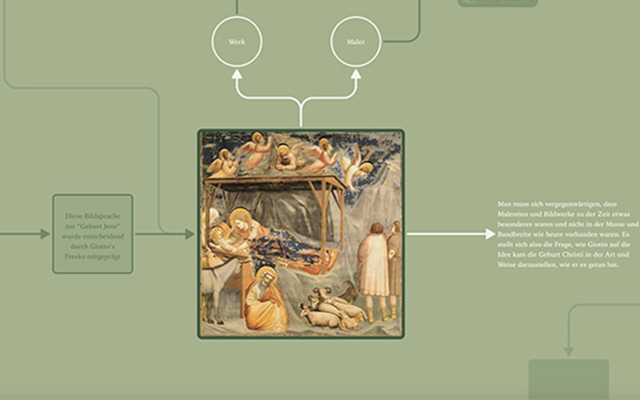 Werk
Maler
Diese Bildsprache
zur "Geburt Jesu"
wurde entscheidend
durch Giotto's
Fresko mitgeprägt
Man muss sich vergegenwärtigen, dass
Malereien und Bildwerke zu der Zeit etwas
besonderes waren und nicht in der Masse und
Bandbreite wie heute vorhanden waren. Es
stellt sich also die Frage, wie Giotto auf die
Idee kam die Geburt Christi in der Art und
Weise darzustellen, wie er es getan hat.